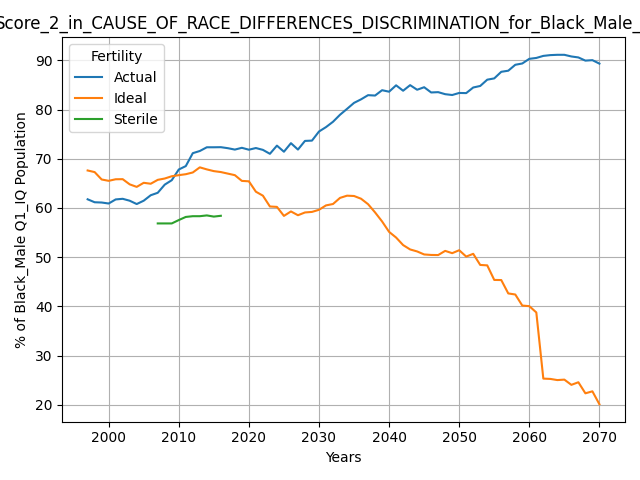 Score_2_in_CAUSE_OF_RACE_DIFFERENCES_DISCRIMINATION_for_Black_Male_
Fertility
Actual
Ideal
Sterile
% of Black_Male Q1_IQ Population
90
80
70
60
50
40
30
20
2000 2010 2020 2030 2040 2050 2060 2070
Years